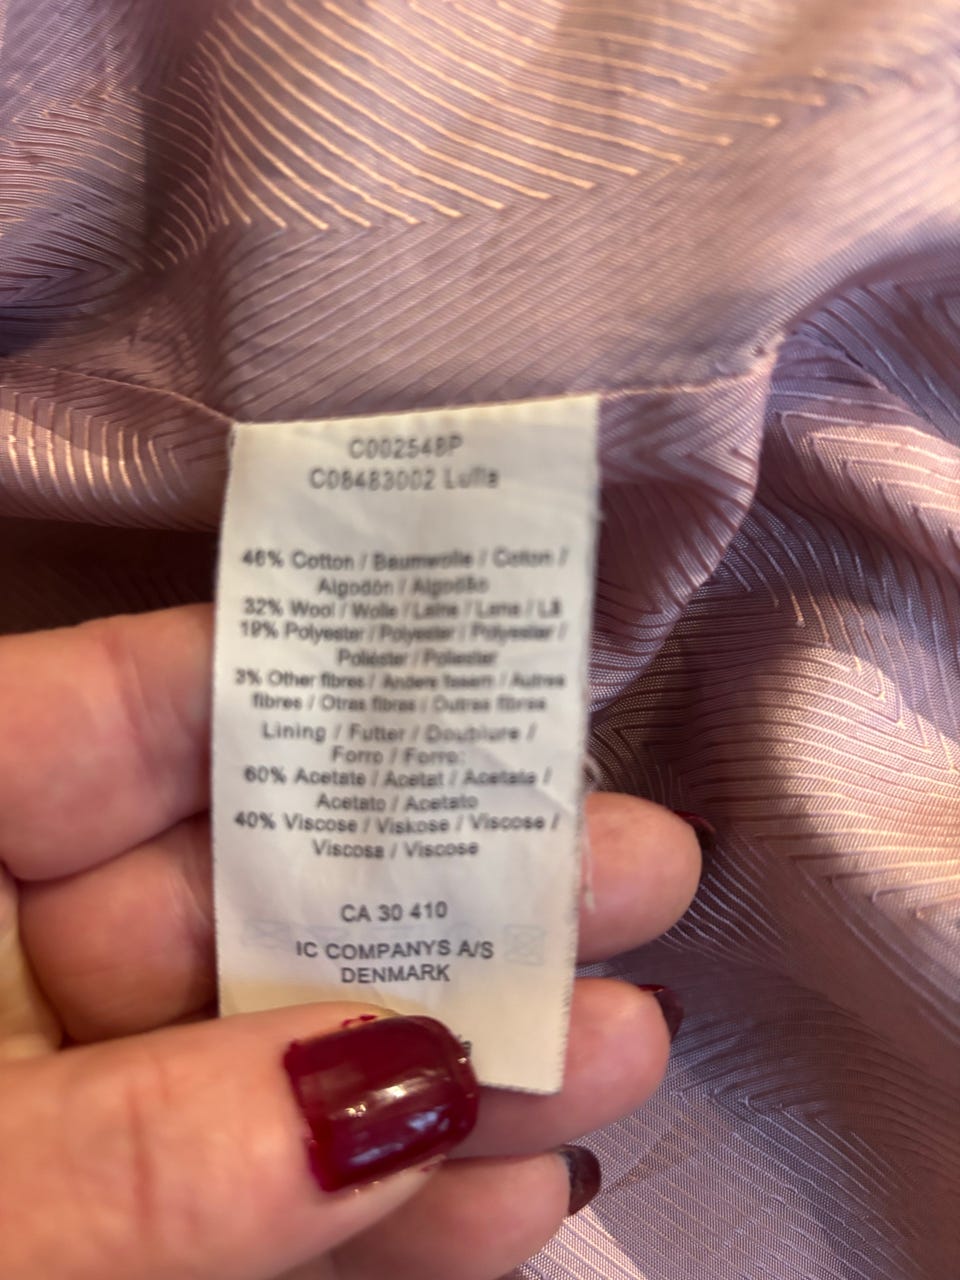 C002548P
C08483002 Lulla
46% Cotton / Baumwolle / Coton /
Algodón / Algodão
32% Wool / Wolle / Laine / Lana / Lã
19% Polyester / Polyester / Polyester /
Poliéster / Poliester
3% Other fibres / Andere fasern / Autres
fibres / Otras fibras / Outras fibras
Lining / Futter / Doublure /
Forro / Forro:
60% Acetate / Acetat / Acetate /
Acetato / Acetato
40% Viscose / Viskose / Viscose /
Viscosa / Viscose
CA 30 410
IC COMPANYS A/S
DENMARK